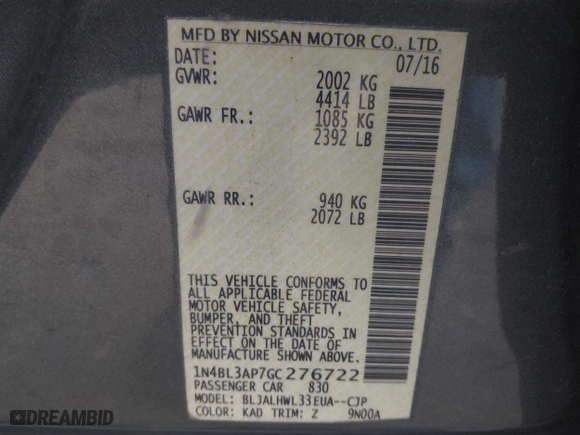 MFD BY NISSAN MOTOR CO., LTD.
DATE: 07/16
GVWR: 2002 KG
4414 LB
GAWR FR.: 1085 KG
2392 LB
GAWR RR.: 940 KG
2072 LB
THIS VEHICLE CONFORMS TO
ALL APPLICABLE FEDERAL
MOTOR VEHICLE SAFETY,
BUMPER, AND THEFT
PREVENTION STANDARDS IN
EFFECT ON THE DATE OF
MANUFACTURE SHOWN ABOVE.
1N4BL3AP7GC276722
PASSENGER CAR 830
MODEL: BLJALHWL33EUA--CJP
COLOR: KAD TRIM: Z 9N00A
DREAMBID